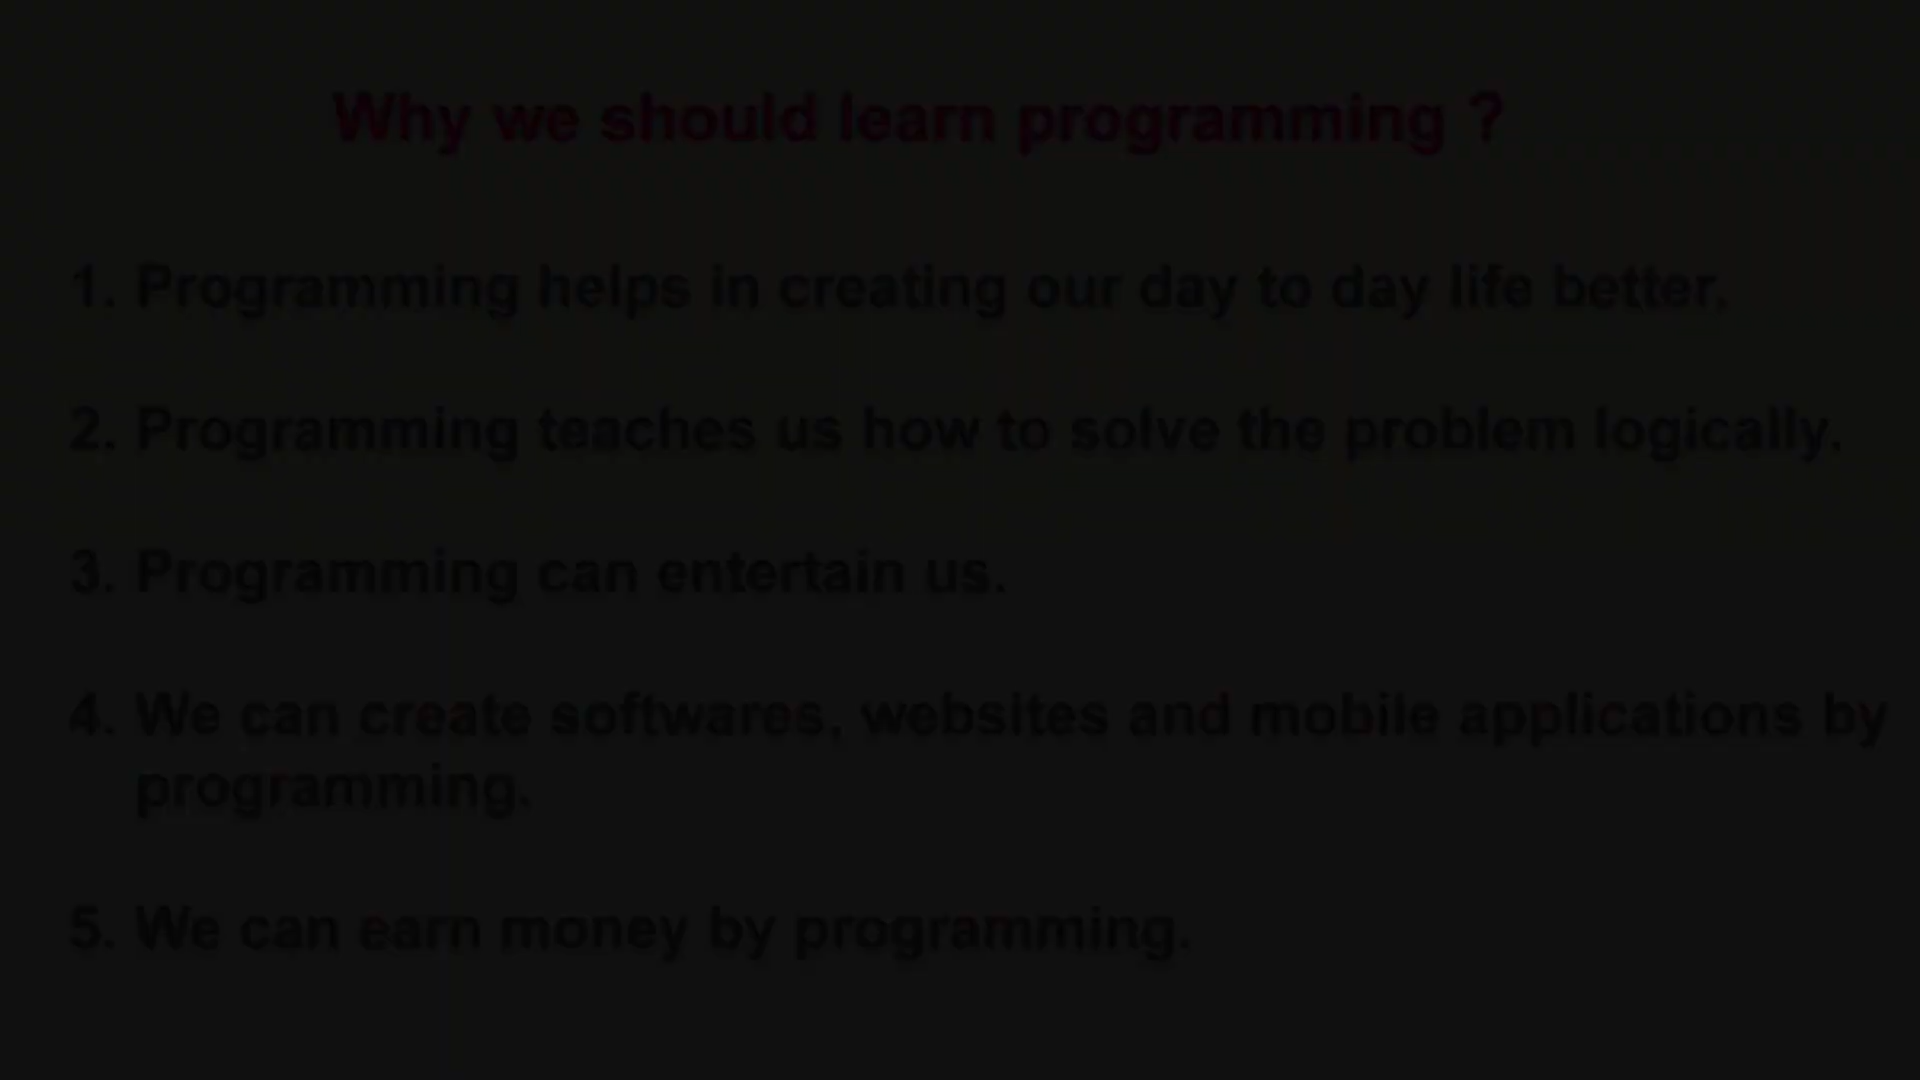 Why we should learn programming ?
1. Programming helps in creating our day to day life better.
2. Programming teaches us how to solve the problem logically.
3. Programming can entertain us.
4. We can create softwares, websites and mobile applications by
programming.
5. We can earn money by programming.